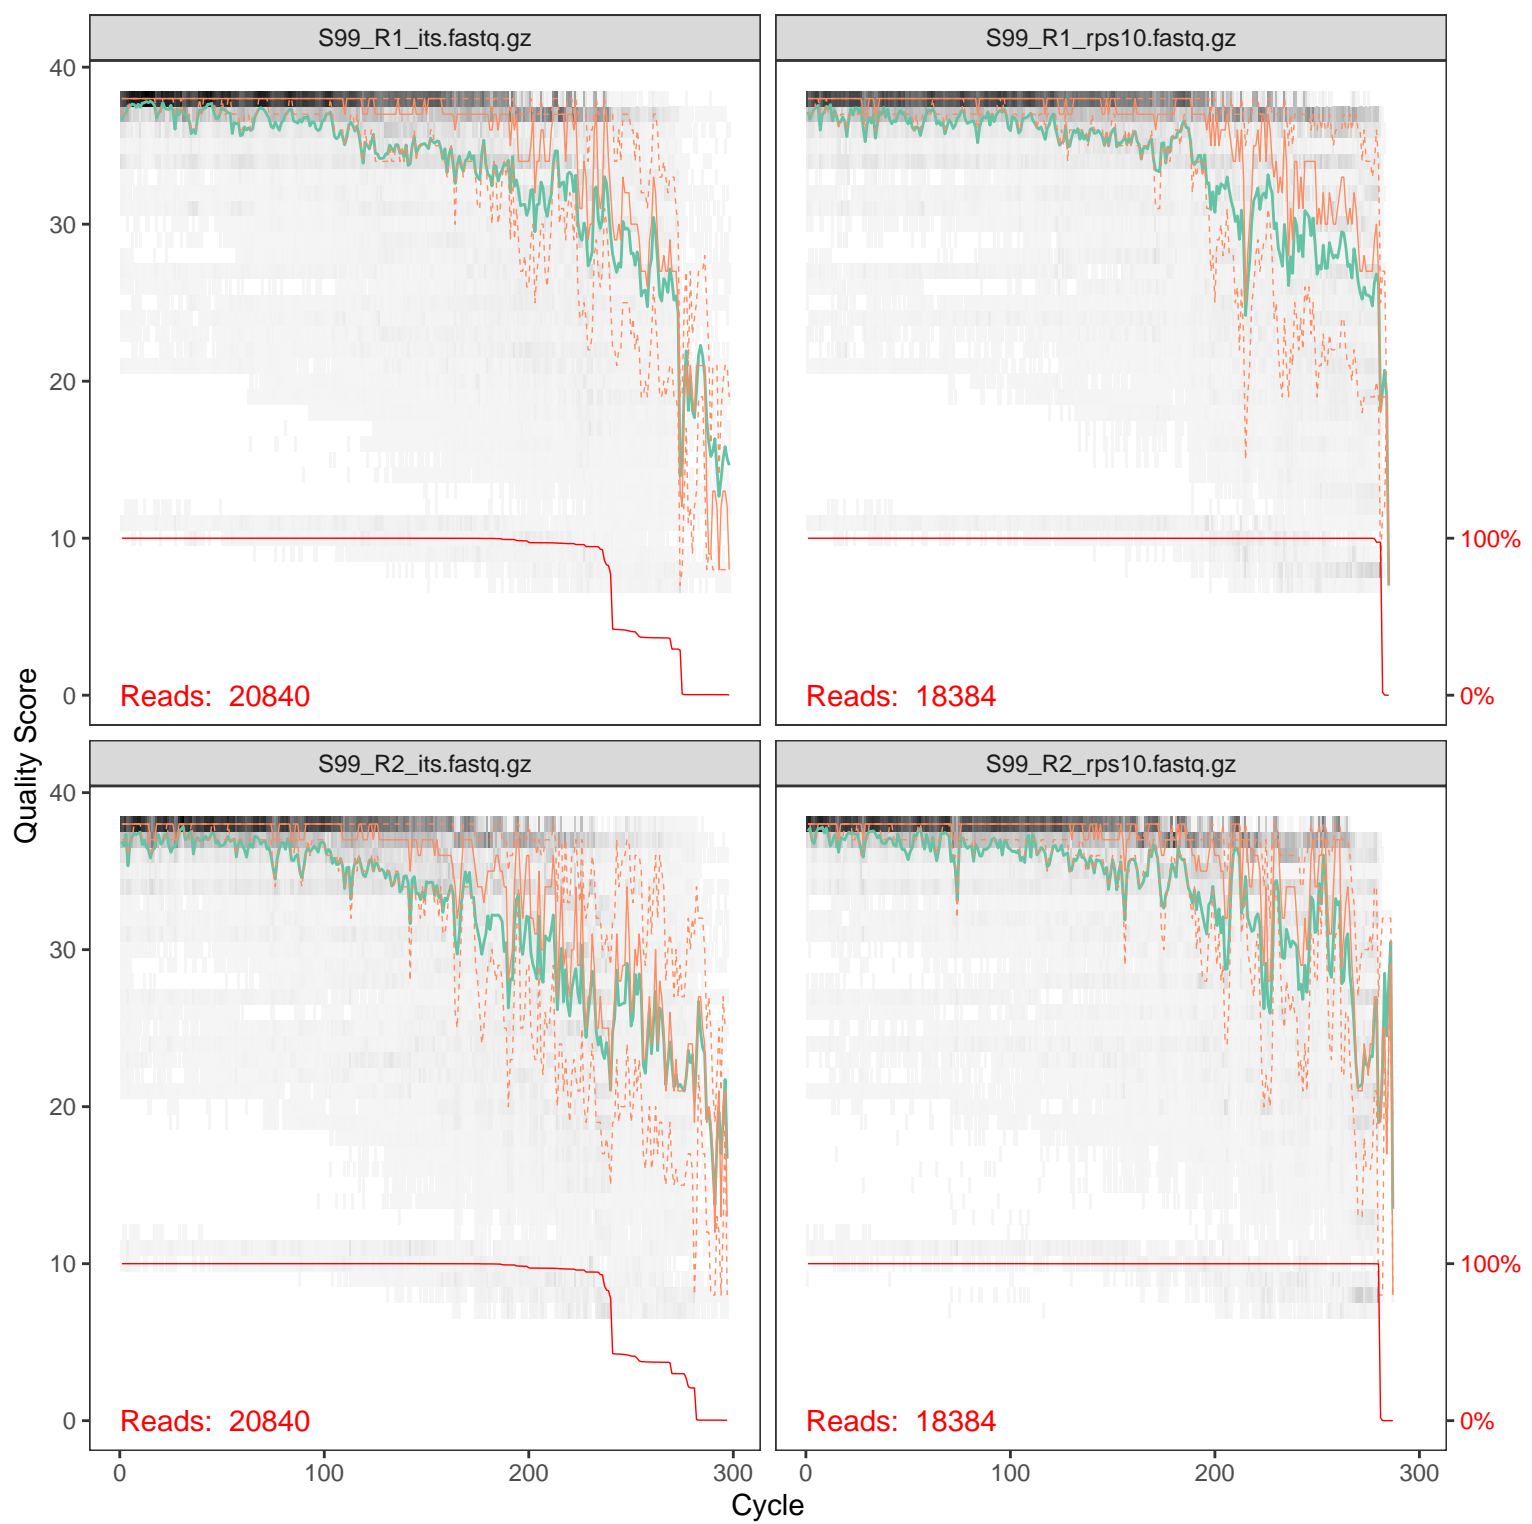 S99_R1_its.fastq.gz
S99_R1_rps10.fastq.gz
40
30
20
10
0
100%
0%
Reads: 20840
Reads: 18384
Quality Score
S99_R2_its.fastq.gz
S99_R2_rps10.fastq.gz
40
30
20
10
0
100%
0%
Reads: 20840
Reads: 18384
0 100 200 300
0 100 200 300
Cycle